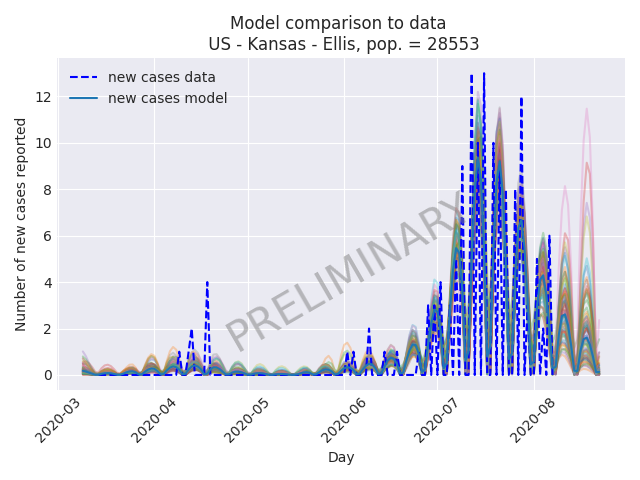 Model comparison to data
US - Kansas - Ellis, pop. = 28553
new cases data
new cases model
PRELIMINARY
Number of new cases reported
12
10
8
6
4
2
0
2020-03
2020-04
2020-05
2020-06
2020-07
2020-08
Day